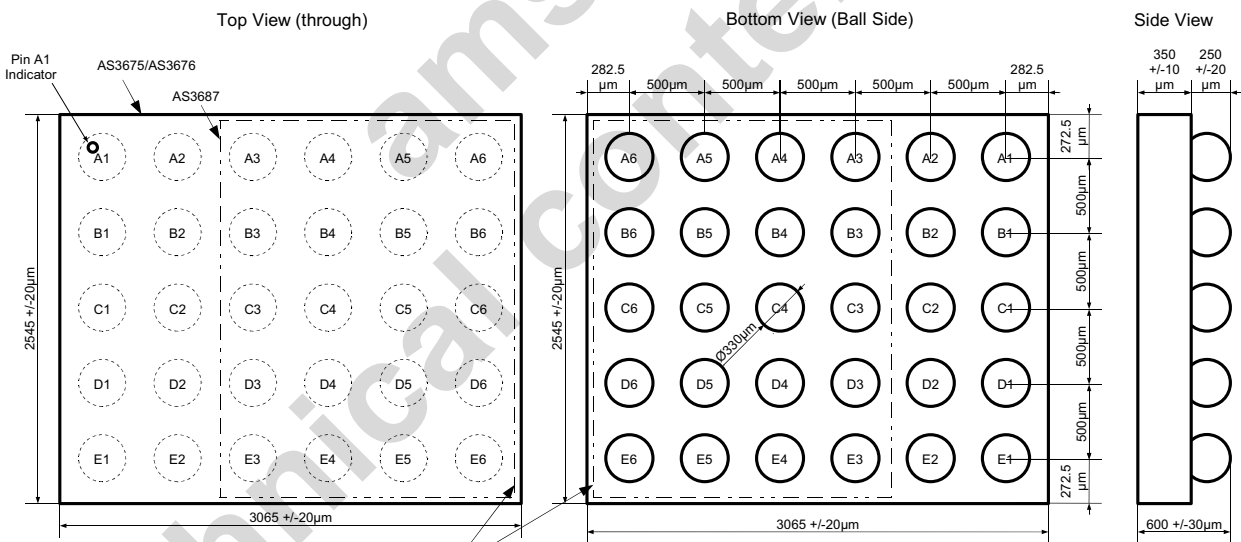 Top View (through)
Bottom View (Ball Side)
Side View
Pin A1
Indicator
AS3675/AS3676
AS3687
A1 A2 A3 A4 A5 A6
B1 B2 B3 B4 B5 B6
C1 C2 C3 C4 C5 C6
D1 D2 D3 D4 D5 D6
E1 E2 E3 E4 E5 E6
2545 +/-20µm
3065 +/-20µm
282.5
µm
500µm 500µm 500µm 500µm 500µm
282.5
µm
A6 A5 A4 A3 A2 A1
B6 B5 B4 B3 B2 B1
C6 C5 C4 C3 C2 C1
D6 D5 D4 D3 D2 D1
E6 E5 E4 E3 E2 E1
Ø330µm
2545 +/-20µm
3065 +/-20µm
272.5
µm
500µm
500µm
500µm
500µm
272.5
µm
350
+/-10
µm
250
+/-20
µm
600 +/-30µm
ams